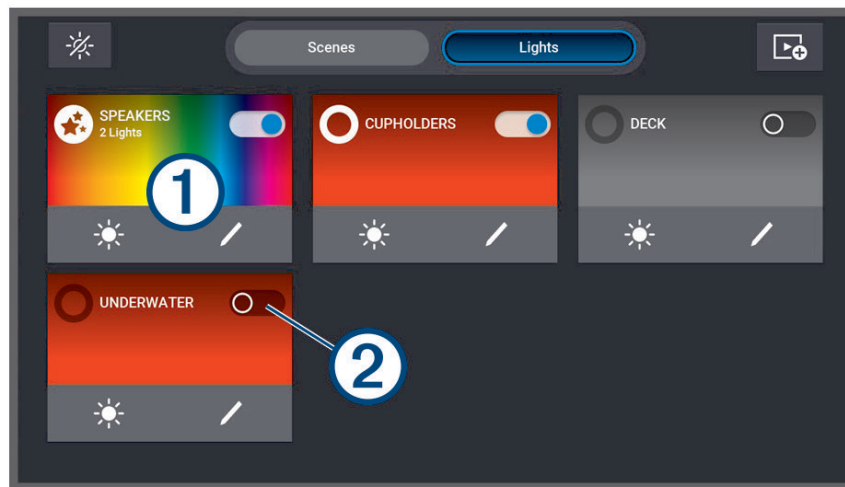 Scenes
Lights
SPEAKERS
2 Lights
CUPHOLDERS
DECK
1
UNDERWATER
2